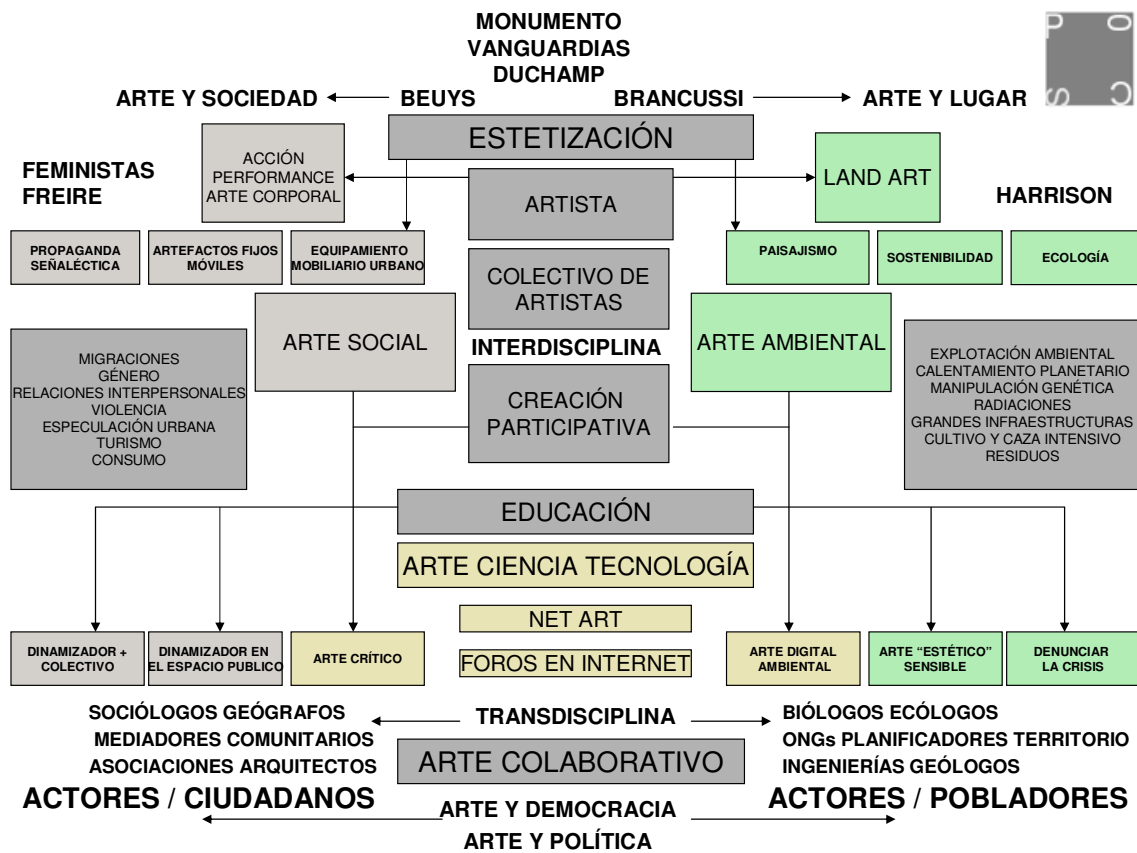 MONUMENTO
VANGUARDIAS
DUCHAMP
P O
S C
ARTE Y SOCIEDAD
BEUYS
BRANCUSSI
ARTE Y LUGAR
ESTETIZACIÓN
FEMINISTAS
FREIRE
ACCIÓN
PERFORMANCE
ARTE CORPORAL
ARTISTA
LAND ART
HARRISON
PROPAGANDA
SEÑALÉCTICA
ARTEFACTOS FIJOS
MÓVILES
EQUIPAMIENTO
MOBILIARIO URBANO
COLECTIVO DE
ARTISTAS
PAISAJISMO
SOSTENIBILIDAD
ECOLOGÍA
ARTE SOCIAL
INTERDISCIPLINA
ARTE AMBIENTAL
MIGRACIONES
GÉNERO
RELACIONES INTERPERSONALES
VIOLENCIA
ESPECULACIÓN URBANA
TURISMO
CONSUMO
CREACIÓN
PARTICIPATIVA
EXPLOTACIÓN AMBIENTAL
CALENTAMIENTO PLANETARIO
MANIPULACIÓN GENÉTICA
RADIACIONES
GRANDES INFRAESTRUCTURAS
CULTIVO Y CAZA INTENSIVO
RESIDUOS
EDUCACIÓN
ARTE CIENCIA TECNOLOGÍA
NET ART
FOROS EN INTERNET
DINAMIZADOR +
COLECTIVO
DINAMIZADOR EN
EL ESPACIO PUBLICO
ARTE CRÍTICO
ARTE DIGITAL
AMBIENTAL
ARTE “ESTÉTICO”
SENSIBLE
DENUNCIAR
LA CRISIS
SOCIÓLOGOS GEÓGRAFOS
MEDIADORES COMUNITARIOS
ASOCIACIONES ARQUITECTOS
TRANSDISCIPLINA
BIÓLOGOS ECÓLOGOS
ONGs PLANIFICADORES TERRITORIO
INGENIERÍAS GEÓLOGOS
ARTE COLABORATIVO
ACTORES / CIUDADANOS
ACTORES / POBLADORES
ARTE Y DEMOCRACIA
ARTE Y POLÍTICA